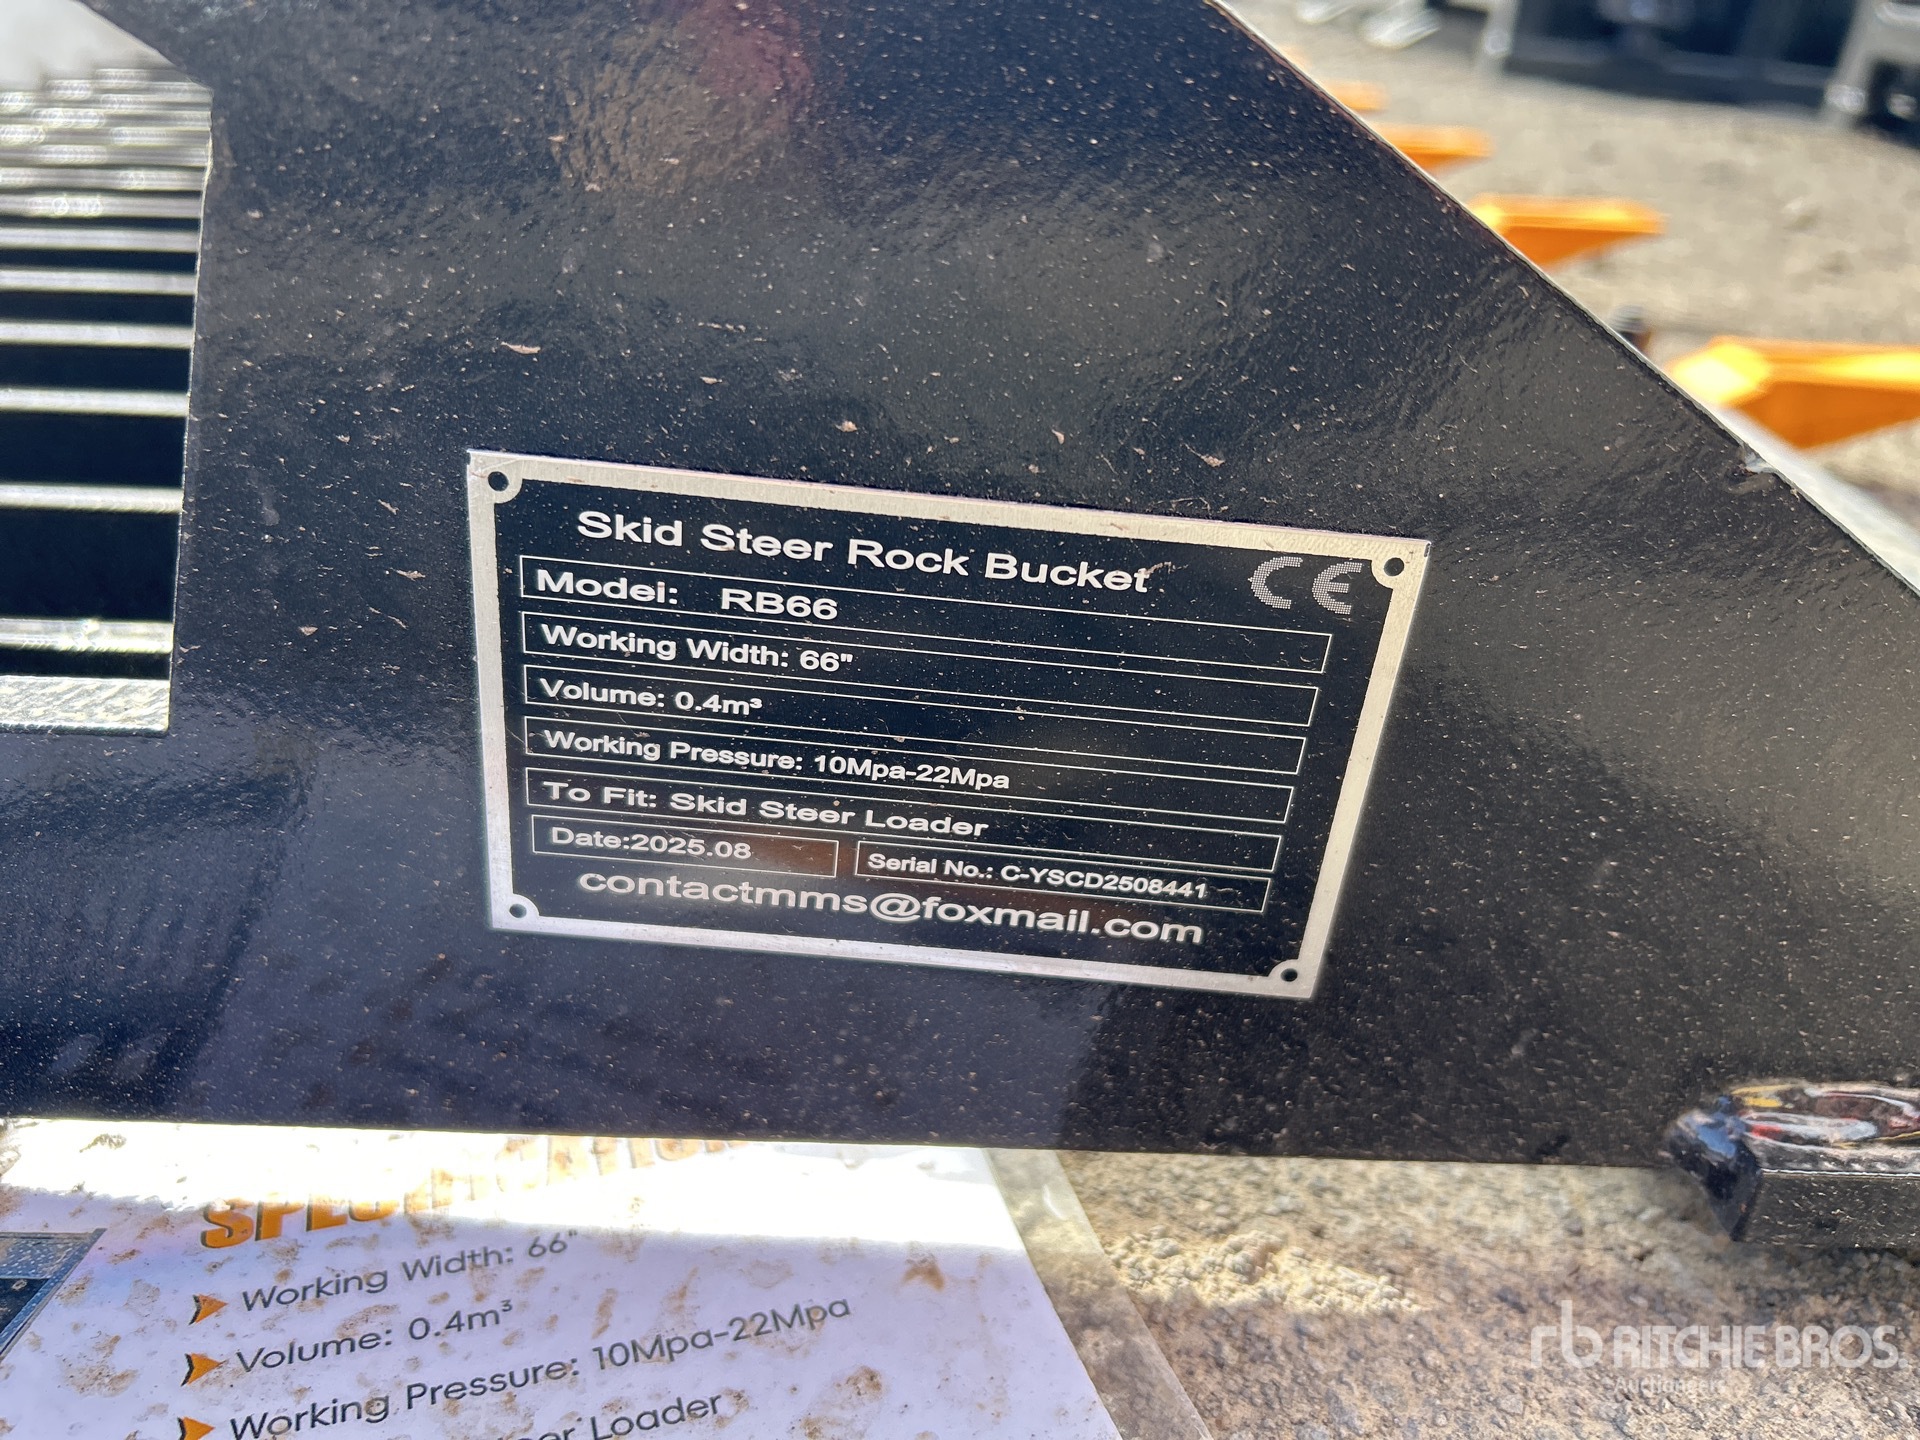 Skid Steer Rock Bucket
CE
Model: RB66
Working Width: 66"
Volume: 0.4m³
Working Pressure: 10Mpa-22Mpa
To Fit: Skid Steer Loader
Date:2025.08
Serial No.: C-YSCD2508441
contactmms@foxmail.com
Working Width: 66"
Volume: 0.4m³
Working Pressure: 10Mpa-22Mpa
Loader
rb RITCHIE BROS.
Auctioneers